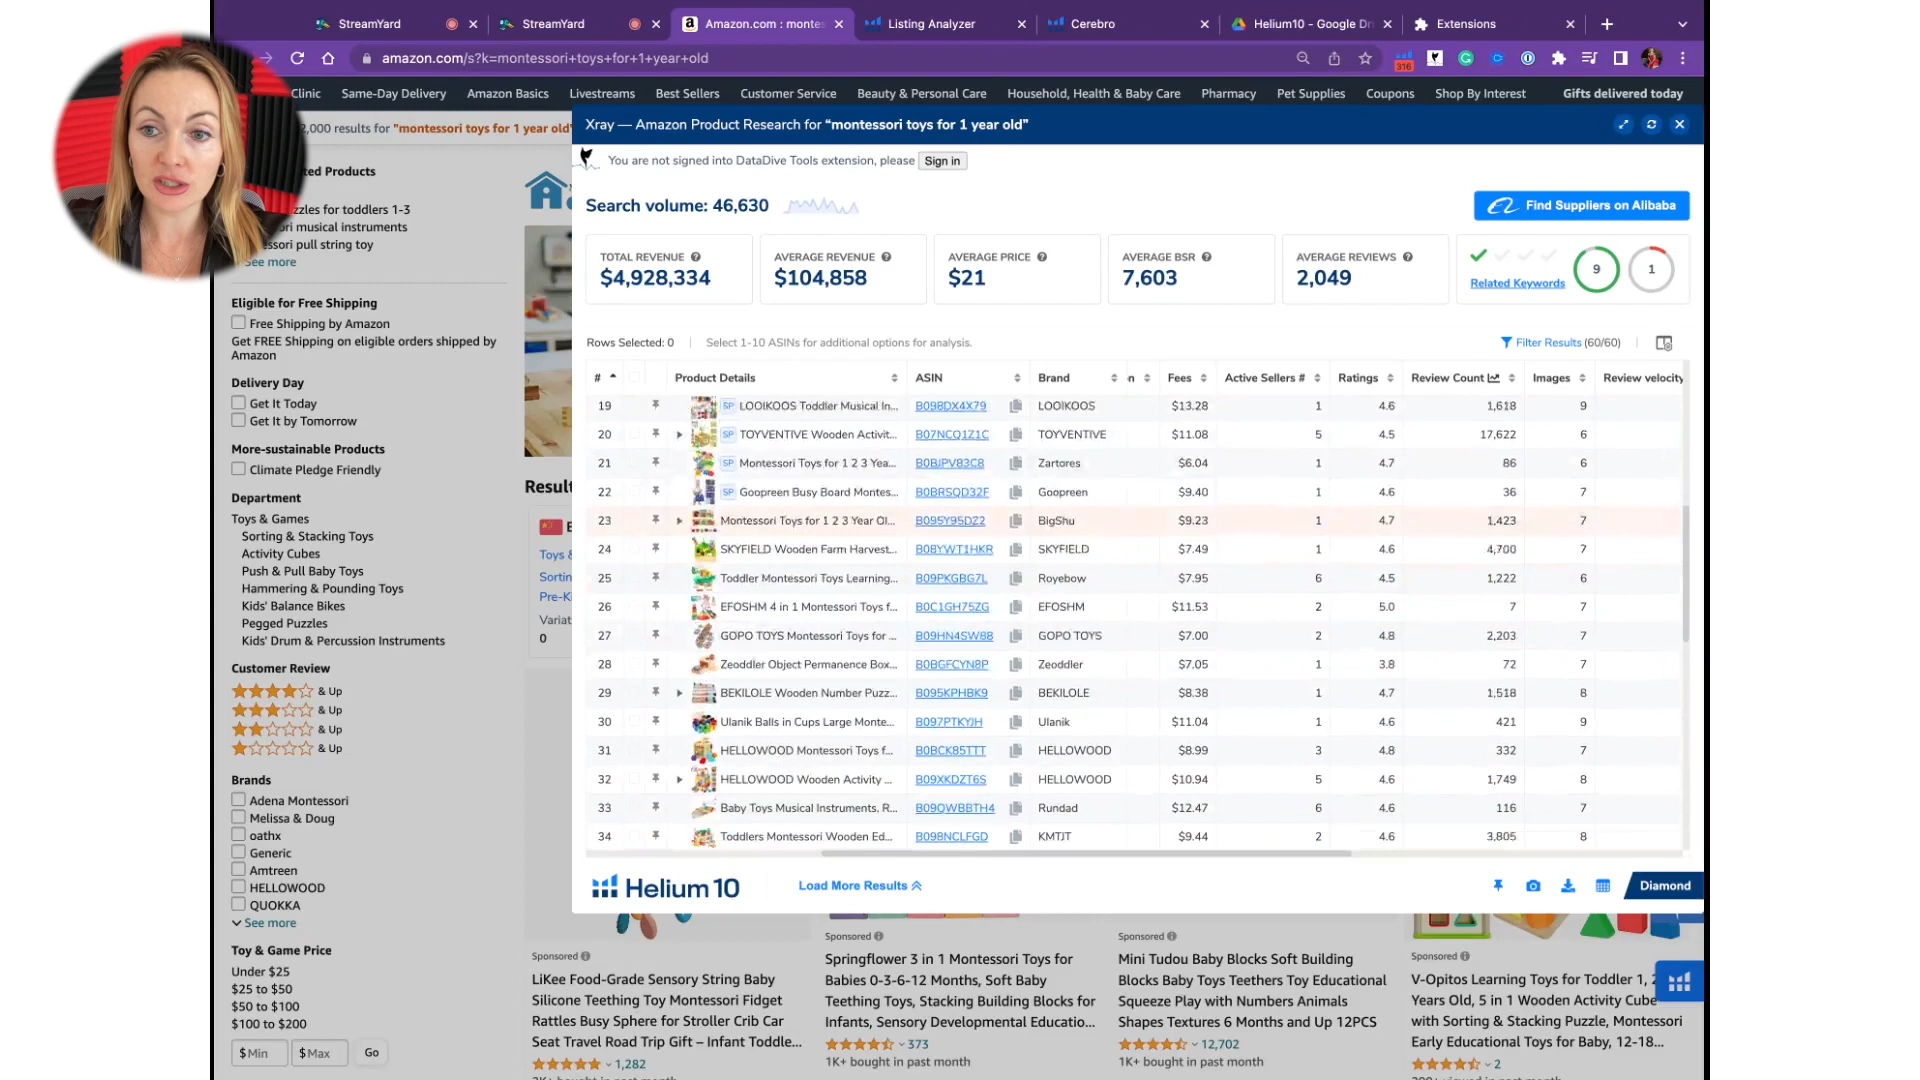 StreamYard
StreamYard
Amazon.com : montes
Listing Analyzer
Cerebro
Helium10 - Google Dr
Extensions
amazon.com/s?k=montessori+toys+for+1+year+old
316
Clinic Same-Day Delivery Amazon Basics Livestreams Best Sellers Customer Service Beauty & Personal Care Household, Health & Baby Care Pharmacy Pet Supplies Coupons Shop By Interest Gifts delivered today
2,000 results for "montessori toys for 1 year old"
Xray — Amazon Product Research for “montessori toys for 1 year old”
You are not signed into DataDive Tools extension, please Sign in
Search volume: 46,630
Find Suppliers on Alibaba
TOTAL REVENUE
$4,928,334
AVERAGE REVENUE
$104,858
AVERAGE PRICE
$21
AVERAGE BSR
7,603
AVERAGE REVIEWS
2,049
Related Keywords
9
1
Rows Selected: 0
Select 1-10 ASINs for additional options for analysis.
Filter Results (60/60)
# Product Details ASIN Brand n Fees Active Sellers # Ratings Review Count Images Review velocity
19 SP LOOIKOOS Toddler Musical In... B09BDX4X79 LOOIKOOS $13.28 1 4.6 1,618 9
20 SP TOYVENTIVE Wooden Activit... B07NCQ1Z1C TOYVENTIVE $11.08 5 4.5 17,622 6
21 SP Montessori Toys for 1 2 3 Yea... B0BJPV83C8 Zartores $6.04 1 4.7 86 6
22 SP Goopreen Busy Board Montes... B0BRSQD32F Goopreen $9.40 1 4.6 36 7
23 Montessori Toys for 1 2 3 Year Ol... B095Y95DZ2 BigShu $9.23 1 4.7 1,423 7
24 SKYFIELD Wooden Farm Harvest... B08YWT1HKR SKYFIELD $7.49 1 4.6 4,700 7
25 Toddler Montessori Toys Learning... B09PKGBG7L Royebow $7.95 6 4.5 1,222 6
26 EFOSHM 4 in 1 Montessori Toys f... B0C1GH75ZG EFOSHM $11.53 2 5.0 7 7
27 GOPO TOYS Montessori Toys for ... B09HN4SW88 GOPO TOYS $7.00 2 4.8 2,203 7
28 Zeoddler Object Permanence Box... B0BGFCYN8P Zeoddler $7.05 1 3.8 72 7
29 BEKILOLE Wooden Number Puzz... B095KPHBK9 BEKILOLE $8.38 1 4.7 1,518 8
30 Ulanik Balls in Cups Large Monte... B097PTKYJH Ulanik $11.04 1 4.6 421 9
31 HELLOWOOD Montessori Toys f... B0BCK85TTT HELLOWOOD $8.99 3 4.8 332 7
32 HELLOWOOD Wooden Activity ... B09XKDZT6S HELLOWOOD $10.94 5 4.6 1,749 8
33 Baby Toys Musical Instruments, R... B09QWBBTH4 Rundad $12.47 6 4.6 116 7
34 Toddlers Montessori Wooden Ed... B098NCLFGD KMTJT $9.44 2 4.6 3,805 8
Helium 10
Load More Results
Diamond
ted Products
zzles for toddlers 1-3
ri musical instruments
ssori pull string toy
See more
Eligible for Free Shipping
Free Shipping by Amazon
Get FREE Shipping on eligible orders shipped by
Amazon
Delivery Day
Get It Today
Get It by Tomorrow
More-sustainable Products
Climate Pledge Friendly
Department
Toys & Games
Sorting & Stacking Toys
Activity Cubes
Push & Pull Baby Toys
Hammering & Pounding Toys
Kids' Balance Bikes
Pegged Puzzles
Kids' Drum & Percussion Instruments
Customer Review
& Up
& Up
& Up
& Up
Brands
Adena Montessori
Melissa & Doug
oathx
Generic
Amtreen
HELLOWOOD
QUOKKA
See more
Toy & Game Price
Under $25
$25 to $50
$50 to $100
$100 to $200
$ Min $ Max Go
Result
Toys &
Sortin
Pre-Ki
Variat
0
Sponsored
LiKee Food-Grade Sensory String Baby
Silicone Teething Toy Montessori Fidget
Rattles Busy Sphere for Stroller Crib Car
Seat Travel Road Trip Gift – Infant Toddle...
1,282
Sponsored
Springflower 3 in 1 Montessori Toys for
Babies 0-3-6-12 Months, Soft Baby
Teething Toys, Stacking Building Blocks for
Infants, Sensory Developmental Educatio...
373
1K+ bought in past month
Sponsored
Mini Tudou Baby Blocks Soft Building
Blocks Baby Toys Teethers Toy Educational
Squeeze Play with Numbers Animals
Shapes Textures 6 Months and Up 12PCS
12,702
1K+ bought in past month
Sponsored
V-Opitos Learning Toys for Toddler 1, 2
Years Old, 5 in 1 Wooden Activity Cube
with Sorting & Stacking Puzzle, Montessori
Early Educational Toys for Baby, 12-18...
2